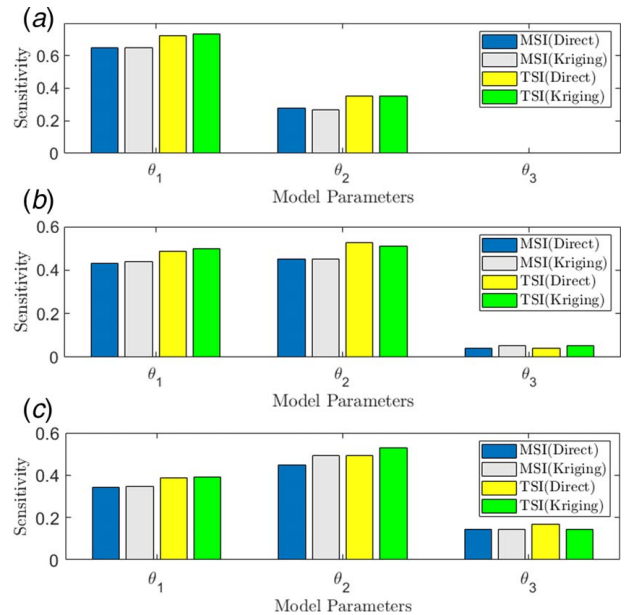 (a)
Sensitivity
0.6
0.4
0.2
0
MSI(Direct)
MSI(Kriging)
TSI(Direct)
TSI(Kriging)
θ1 θ2 θ3
Model Parameters
(b)
Sensitivity
0.6
0.4
0.2
0
MSI(Direct)
MSI(Kriging)
TSI(Direct)
TSI(Kriging)
θ1 θ2 θ3
Model Parameters
(c)
Sensitivity
0.6
0.4
0.2
0
MSI(Direct)
MSI(Kriging)
TSI(Direct)
TSI(Kriging)
θ1 θ2 θ3
Model Parameters